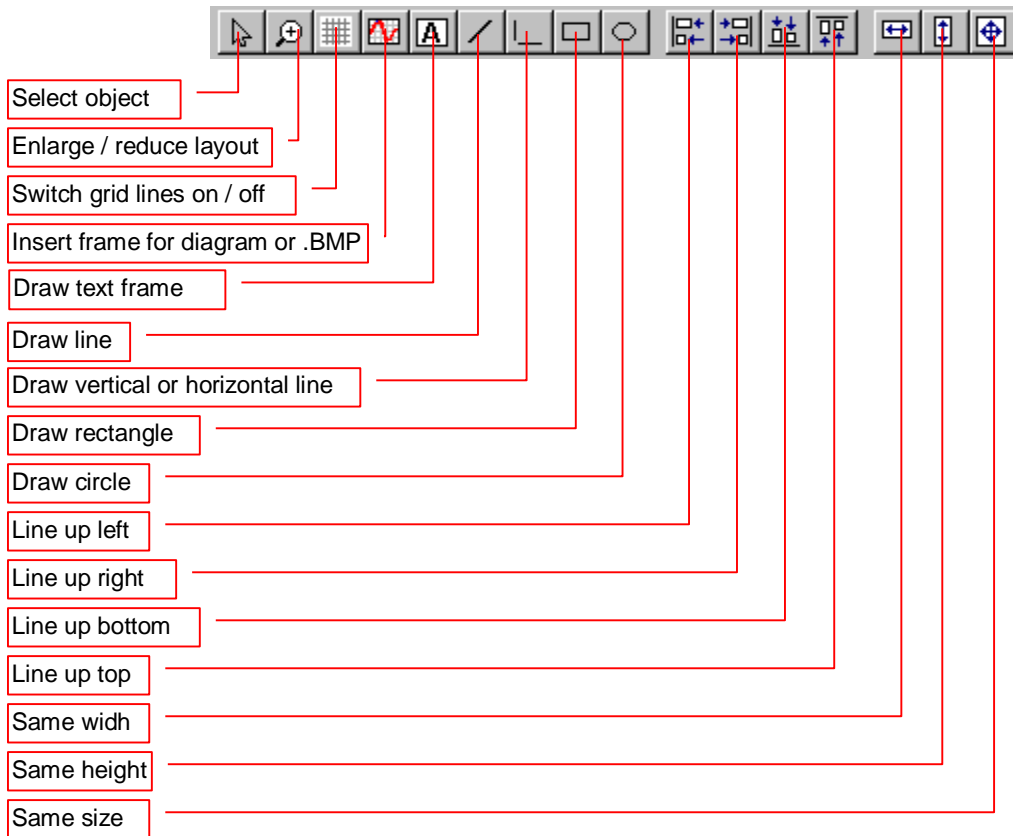 A
Select object
Enlarge / reduce layout
Switch grid lines on / off
Insert frame for diagram or .BMP
Draw text frame
Draw line
Draw vertical or horizontal line
Draw rectangle
Draw circle
Line up left
Line up right
Line up bottom
Line up top
Same widh
Same height
Same size